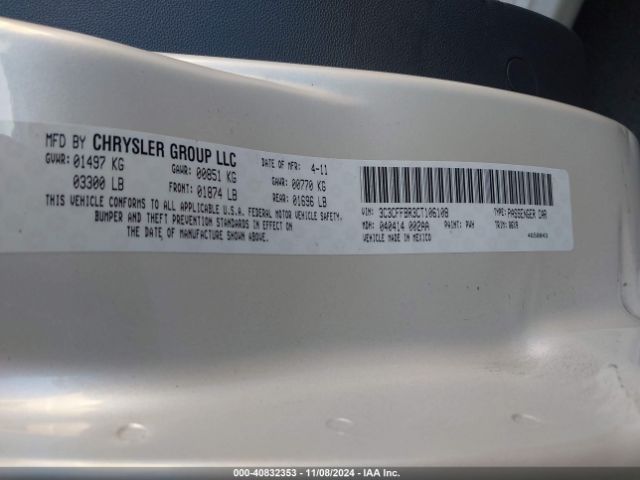 MFD BY CHRYSLER GROUP LLC
DATE OF MFR: 4-11
GVWR: 01497 KG
GAWR: 00851 KG
GAWR: 00770 KG
03300 LB
FRONT: 01874 LB
REAR: 01696 LB
THIS VEHICLE CONFORMS TO ALL APPLICABLE U.S.A. FEDERAL MOTOR VEHICLE SAFETY,
BUMPER AND THEFT PREVENTION STANDARDS IN EFFECT ON
THE DATE OF MANUFACTURE SHOWN ABOVE.
VIN: 3C3CFFBR3CT106108
TYPE: PASSENGER CAR
MDH: 040414 002AA
PAINT: PWH
TRIM:
VEHICLE MADE IN MEXICO
000-40832353 | 11/08/2024 - IAA Inc.